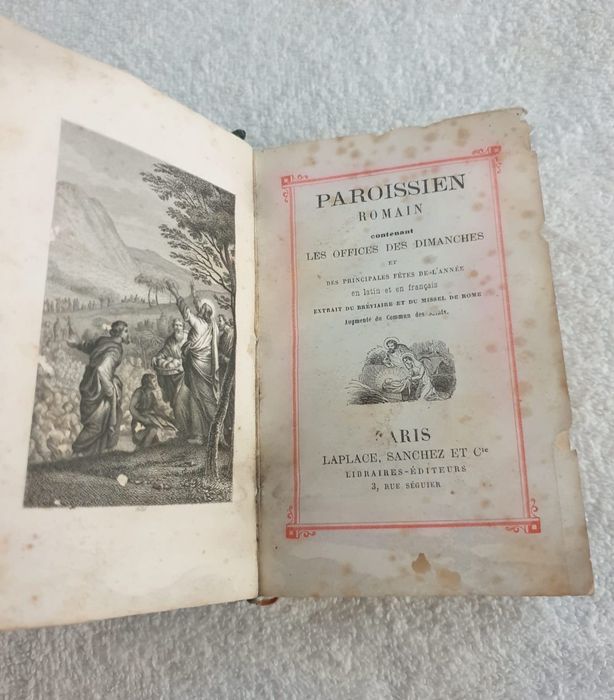 PAROISSIEN
ROMAIN
contenant
LES OFFICES DES DIMANCHES
ET
DES PRINCIPALES FÊTES DE L'ANNÉE
en latin et en français
EXTRAIT DU BRÉVIAIRE ET DU MISSEL DE ROME
Augmenté du Commun des Saints.
PARIS
LAPLACE, SANCHEZ ET Cie
LIBRAIRES-ÉDITEURS
3, RUE SÉGUIER